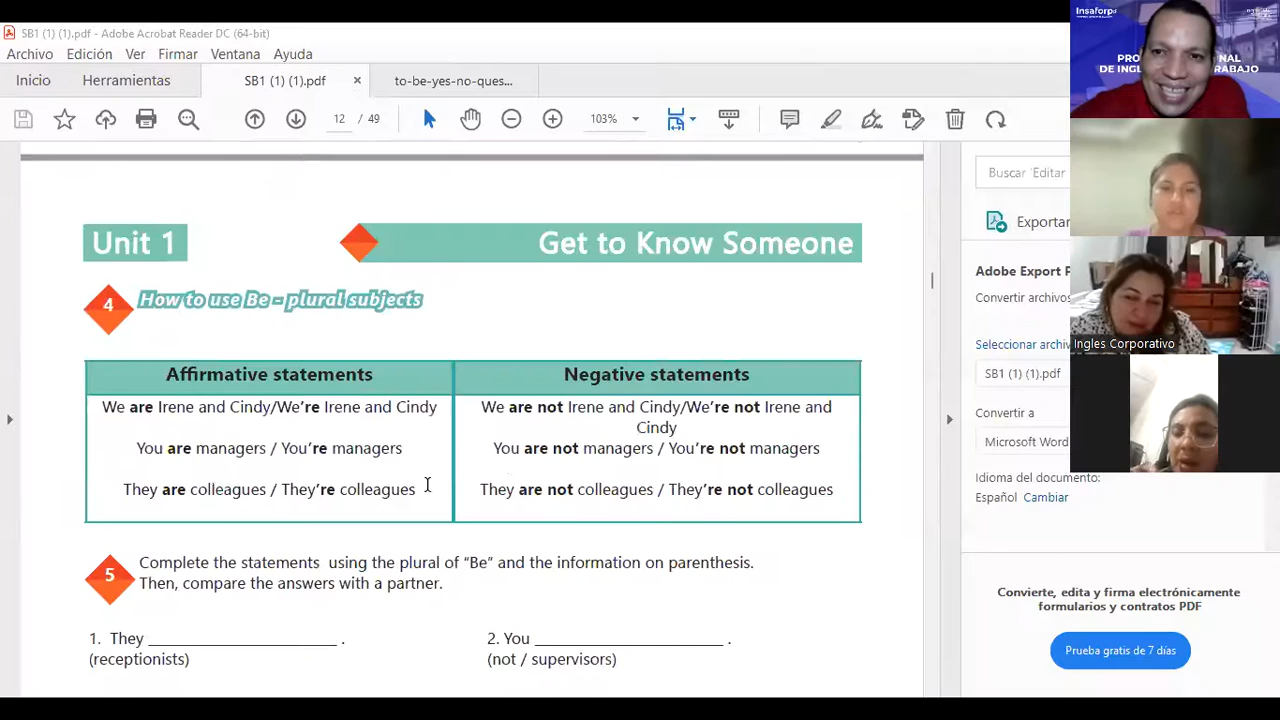 SB1 (1) (1).pdf - Adobe Acrobat Reader DC (64-bit)
Archivo Edición Ver Firmar Ventana Ayuda
Inicio Herramientas SB1 (1) (1).pdf × to-be-yes-no-ques...
12 / 49 103%
Unit 1 Get to Know Someone
4 How to use Be - plural subjects
Affirmative statements Negative statements
We are Irene and Cindy/We're Irene and Cindy We are not Irene and Cindy/We're not Irene and
Cindy
You are managers / You're managers You are not managers / You're not managers
They are colleagues / They're colleagues They are not colleagues / They're not colleagues
5 Complete the statements using the plural of “Be” and the information on parenthesis.
Then, compare the answers with a partner.
1. They ______________________ . 2. You ______________________ .
(receptionists) (not / supervisors)
Buscar 'Editar
Exportar
Adobe Export P
Convertir archivos
Seleccionar archivo
SB1 (1) (1).pdf
Convertir a
Microsoft Word
Idioma del documento:
Español Cambiar
Convierte, edita y firma electrónicamente
formularios y contratos PDF
Prueba gratis de 7 días
Insaforp
PRO NAL
DE INGL RABAJO
Ingles Corporativo